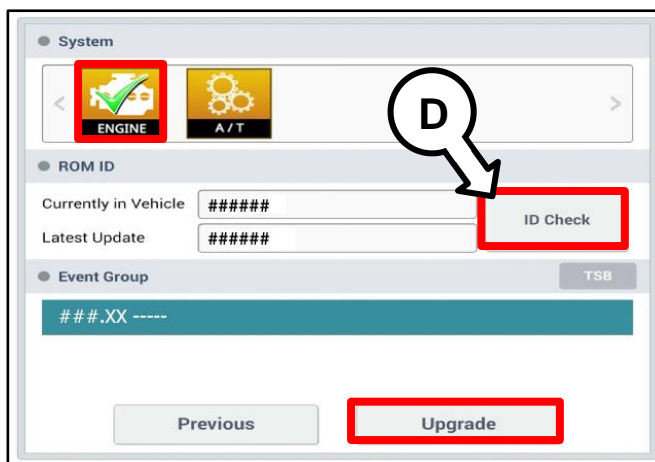 System
ENGINE
A/T
D
ROM ID
Currently in Vehicle ######
ID Check
Latest Update ######
Event Group
TSB
###.XX -----
Previous
Upgrade